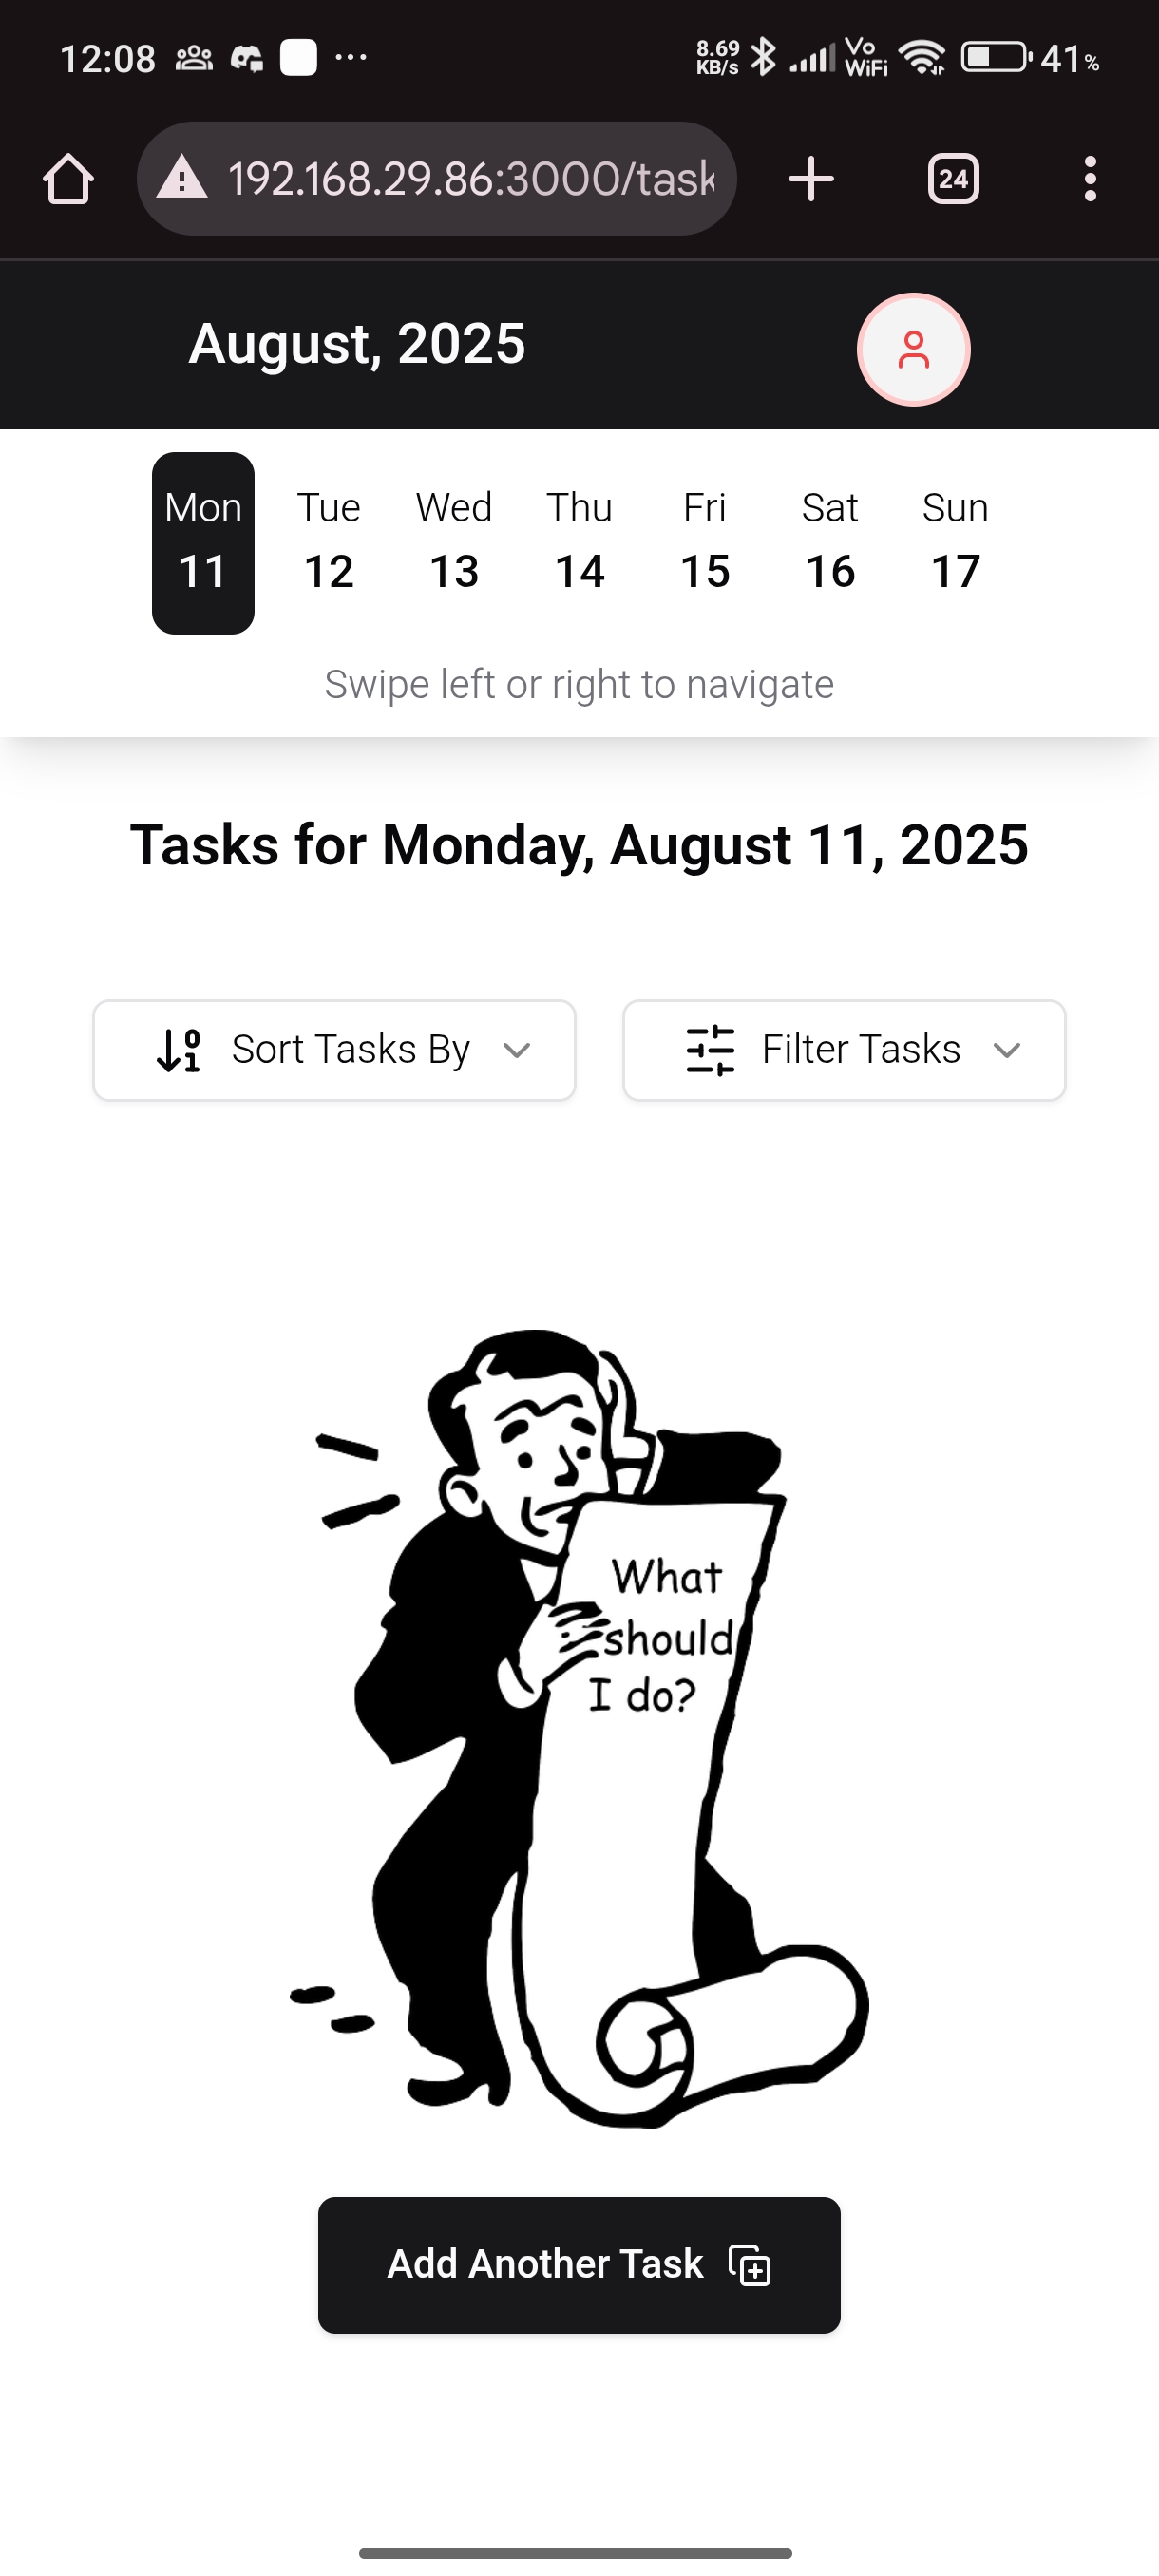 12:08 ... 8.69 KB/s Vo WiFi 41%
192.168.29.86:3000/task 24
August, 2025
Mon Tue Wed Thu Fri Sat Sun
11 12 13 14 15 16 17
Swipe left or right to navigate
Tasks for Monday, August 11, 2025
Sort Tasks By Filter Tasks
What
should
I do?
Add Another Task